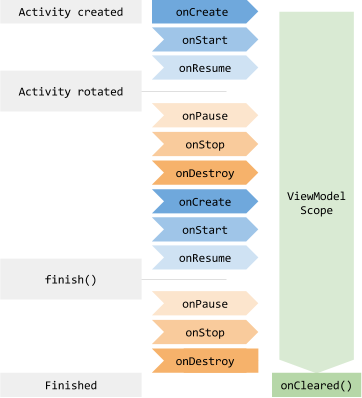 Activity created
onCreate
onStart
onResume
Activity rotated
onPause
onStop
onDestroy
onCreate
onStart
onResume
finish()
onPause
onStop
onDestroy
Finished
ViewModel
Scope
onCleared()